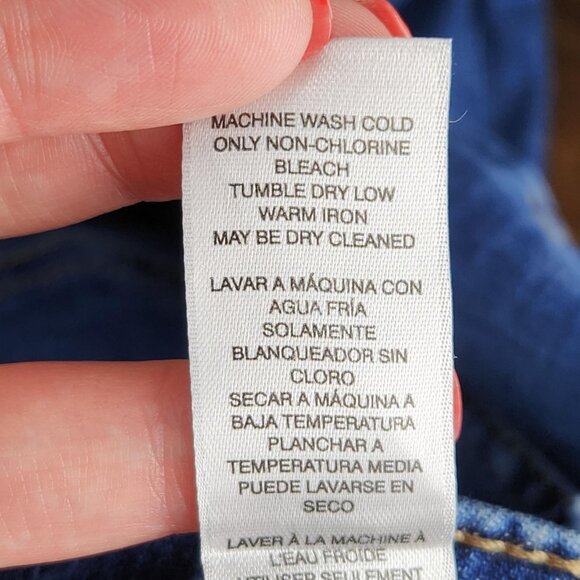 MACHINE WASH COLD
ONLY NON-CHLORINE
BLEACH
TUMBLE DRY LOW
WARM IRON
MAY BE DRY CLEANED
LAVAR A MÁQUINA CON
AGUA FRÍA
SOLAMENTE
BLANQUEADOR SIN
CLORO
SECAR A MÁQUINA A
BAJA TEMPERATURA
PLANCHAR A
TEMPERATURA MEDIA
PUEDE LAVARSE EN
SECO
LAVER À LA MACHINE À
L'EAU FROIDE
UTILISER SEULEMENT